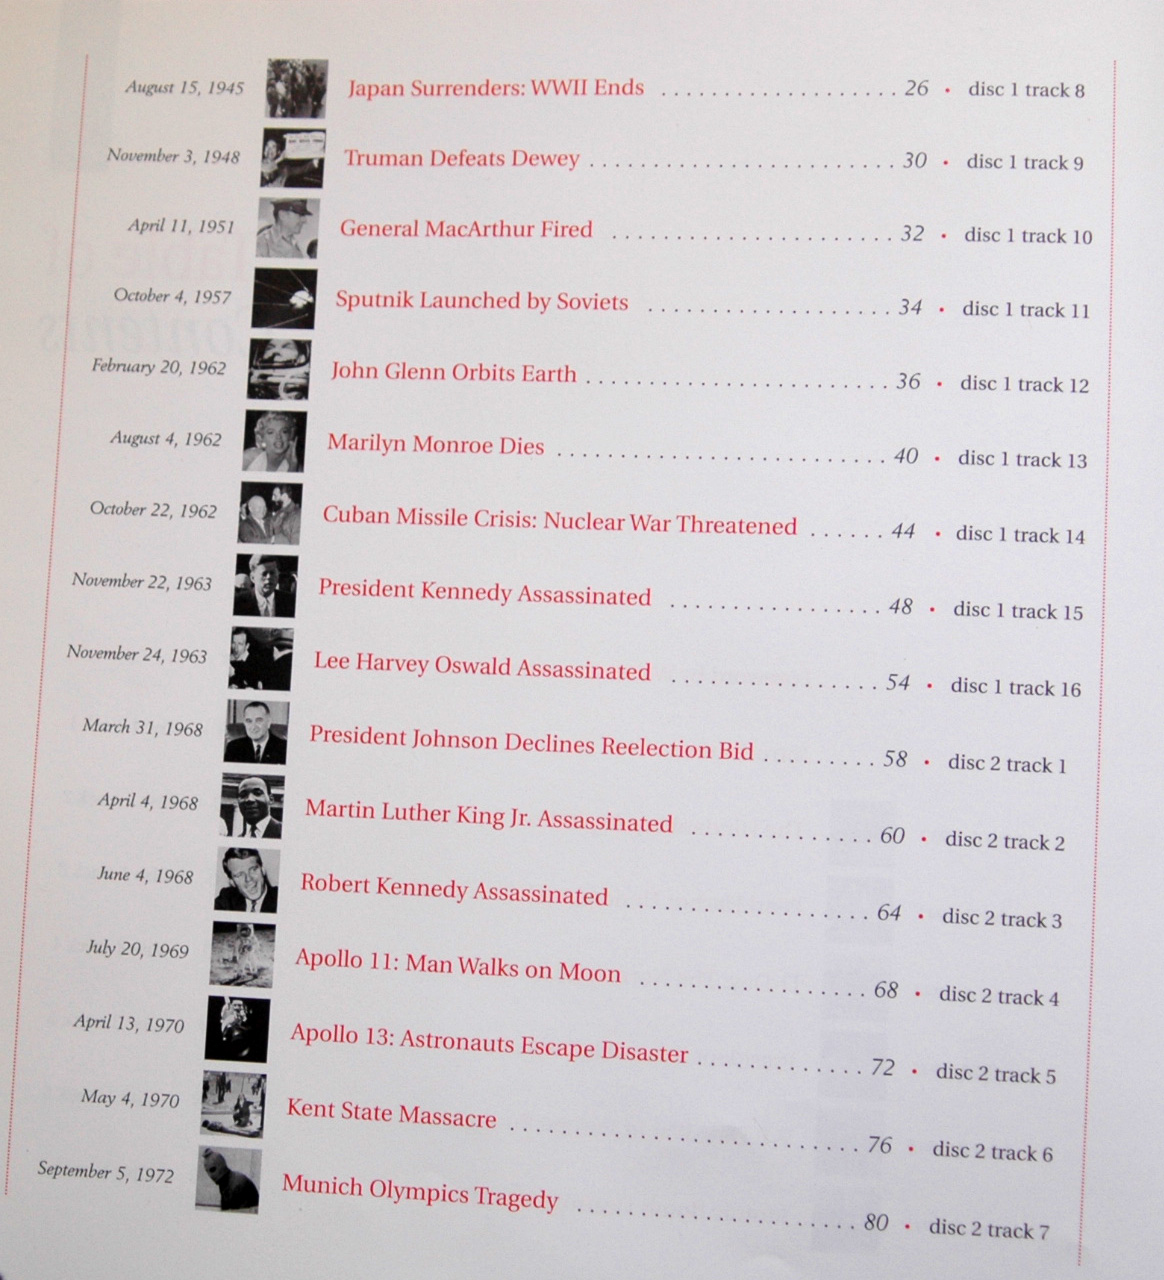 August 15, 1945 Japan Surrenders: WWII Ends . . . . . . . . . . . . . . . . . . . 26 • disc 1 track 8
November 3, 1948 Truman Defeats Dewey . . . . . . . . . . . . . . . . . . . . . . . . 30 • disc 1 track 9
April 11, 1951 General MacArthur Fired . . . . . . . . . . . . . . . . . . . . . . 32 • disc 1 track 10
October 4, 1957 Sputnik Launched by Soviets . . . . . . . . . . . . . . . . . . . 34 • disc 1 track 11
February 20, 1962 John Glenn Orbits Earth . . . . . . . . . . . . . . . . . . . . . . . . 36 • disc 1 track 12
August 4, 1962 Marilyn Monroe Dies . . . . . . . . . . . . . . . . . . . . . . . . . . 40 • disc 1 track 13
October 22, 1962 Cuban Missile Crisis: Nuclear War Threatened . . . . . . 44 • disc 1 track 14
November 22, 1963 President Kennedy Assassinated . . . . . . . . . . . . . . . . . 48 • disc 1 track 15
November 24, 1963 Lee Harvey Oswald Assassinated . . . . . . . . . . . . . . . . 54 • disc 1 track 16
March 31, 1968 President Johnson Declines Reelection Bid . . . . . . . . . 58 • disc 2 track 1
April 4, 1968 Martin Luther King Jr. Assassinated . . . . . . . . . . . . . . 60 • disc 2 track 2
June 4, 1968 Robert Kennedy Assassinated . . . . . . . . . . . . . . . . . . . 64 • disc 2 track 3
July 20, 1969 Apollo 11: Man Walks on Moon . . . . . . . . . . . . . . . . . . 68 • disc 2 track 4
April 13, 1970 Apollo 13: Astronauts Escape Disaster . . . . . . . . . . . . . 72 • disc 2 track 5
May 4, 1970 Kent State Massacre . . . . . . . . . . . . . . . . . . . . . . . . . . . 76 • disc 2 track 6
September 5, 1972 Munich Olympics Tragedy . . . . . . . . . . . . . . . . . . . . . . 80 • disc 2 track 7